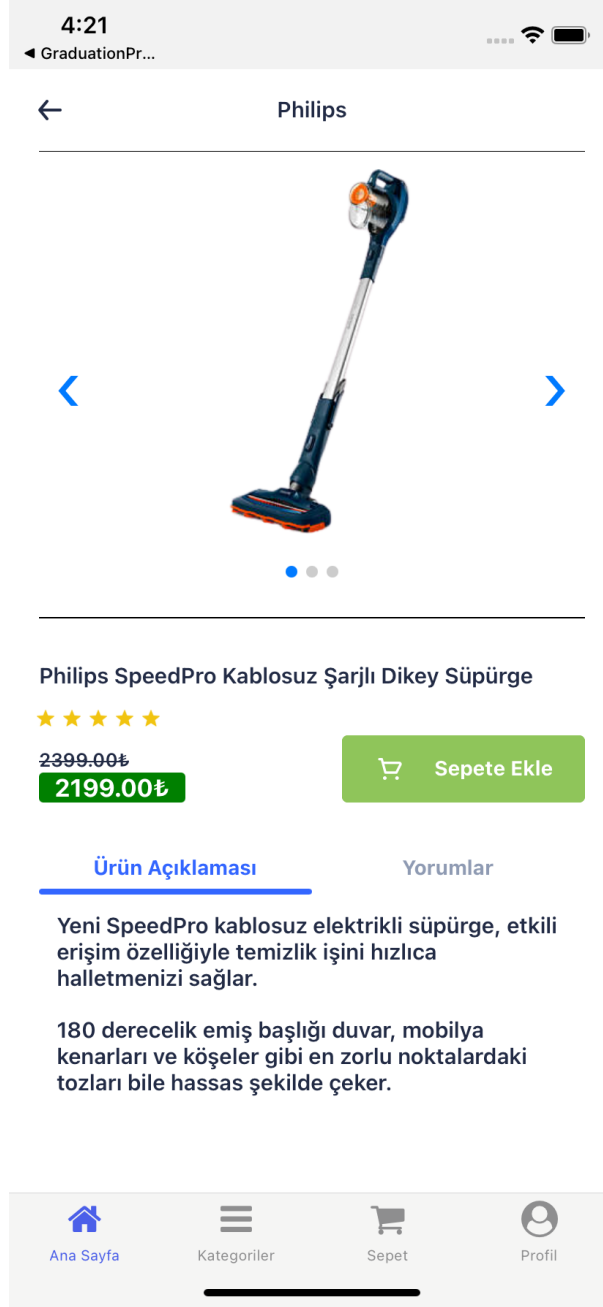 4:21
◀ GraduationPr...
Philips
Philips SpeedPro Kablosuz Şarjlı Dikey Süpürge
2399.00₺
2199.00₺
Sepete Ekle
Ürün Açıklaması
Yorumlar
Yeni SpeedPro kablosuz elektrikli süpürge, etkili
erişim özelliğiyle temizlik işini hızlıca
halletmenizi sağlar.
180 derecelik emiş başlığı duvar, mobilya
kenarları ve köşeler gibi en zorlu noktalardaki
tozları bile hassas şekilde çeker.
Ana Sayfa
Kategoriler
Sepet
Profil